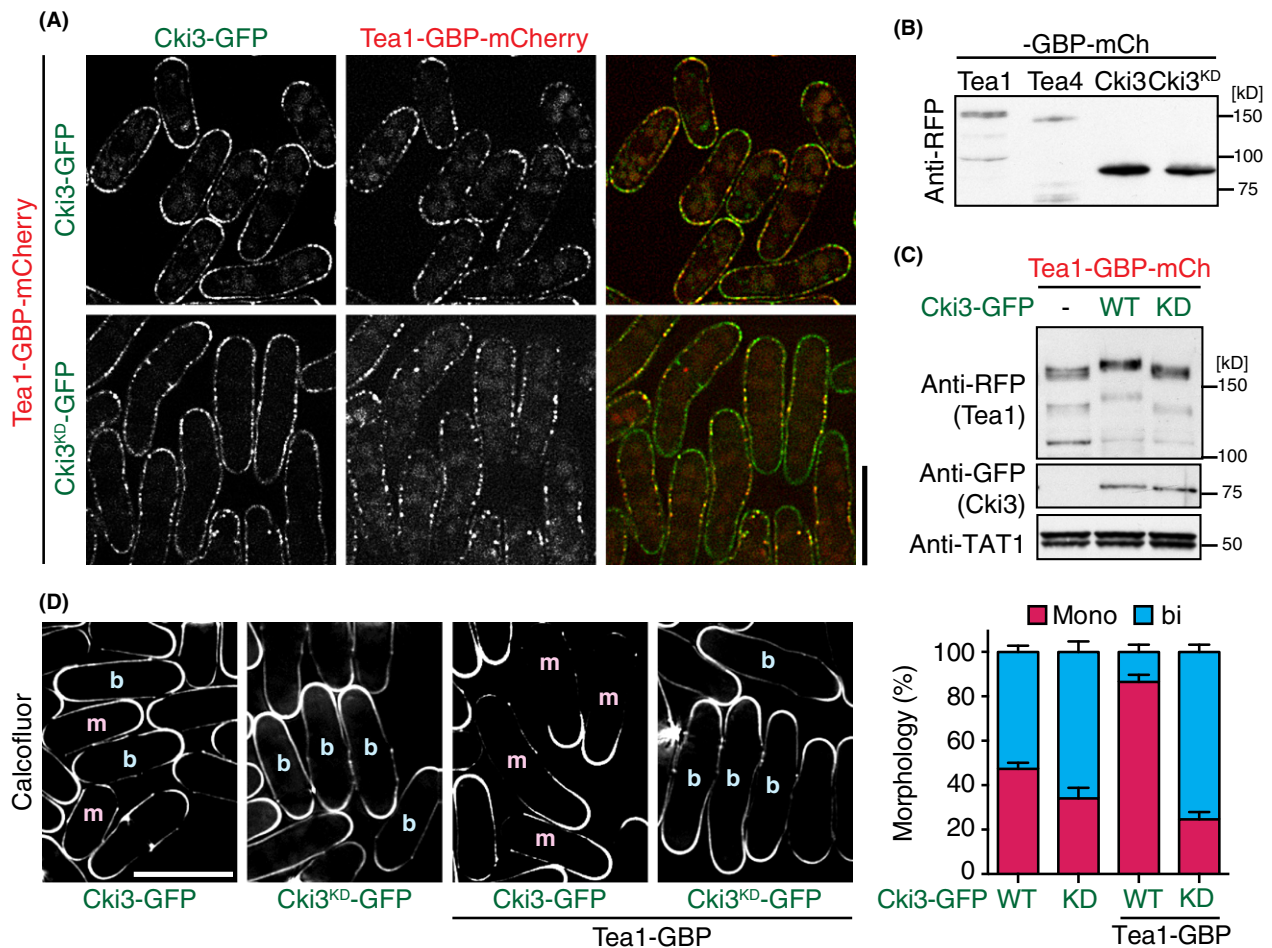 (A)
Cki3-GFP Tea1-GBP-mCherry
Tea1-GBP-mCherry
Cki3-GFP
Cki3KD-GFP
(B)
-GBP-mCh
Tea1 Tea4 Cki3 Cki3KD
[kD]
Anti-RFP
150
100
75
(C)
Tea1-GBP-mCh
Cki3-GFP - WT KD
[kD]
Anti-RFP
(Tea1)
150
100
Anti-GFP
(Cki3)
75
Anti-TAT1
50
(D)
Calcofluor
b
m
b
m
b b b
b
m
m
m
m
b
b b b
Cki3-GFP Cki3KD-GFP Cki3-GFP Cki3KD-GFP
Tea1-GBP
Mono bi
Morphology (%)
100
80
60
40
20
0
Cki3-GFP WT KD WT KD
Tea1-GBP